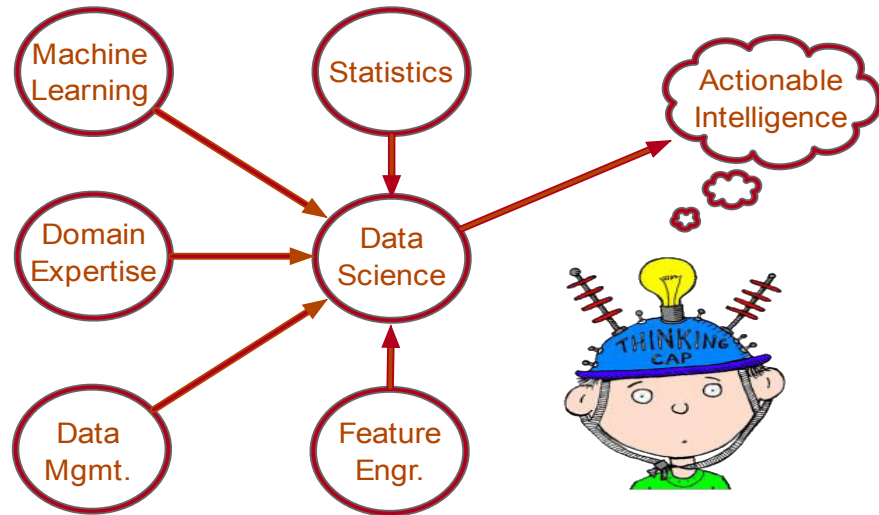 Machine
Learning
Statistics
Actionable
Intelligence
Domain
Expertise
Data
Science
THINKING
CAP
Data
Mgmt.
Feature
Engr.